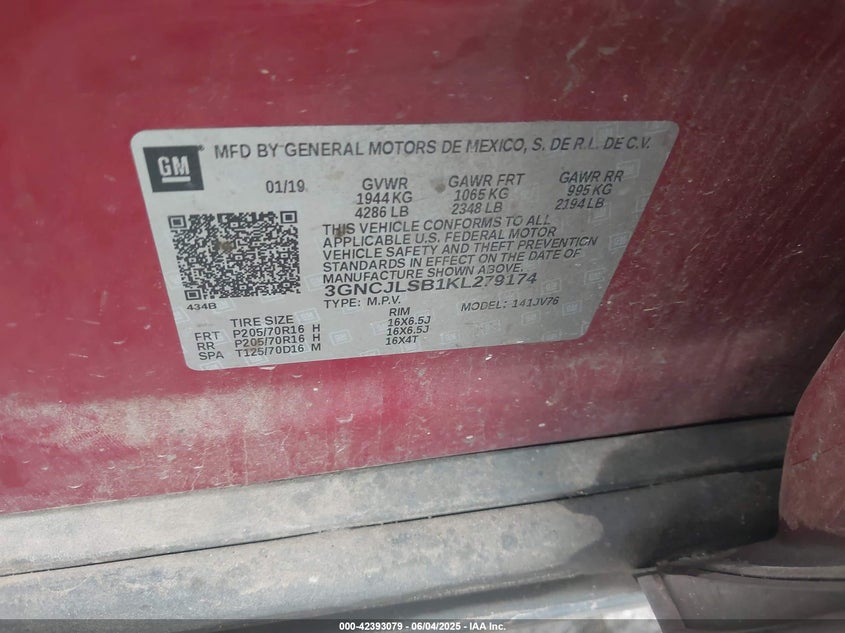 GM MFD BY GENERAL MOTORS DE MEXICO, S. DE R.L. DE C.V.
01/19 GVWR GAWR FRT GAWR RR
1944 KG 1065 KG 995 KG
4286 LB 2348 LB 2194 LB
THIS VEHICLE CONFORMS TO ALL
APPLICABLE U.S. FEDERAL MOTOR
VEHICLE SAFETY AND THEFT PREVENTION
STANDARDS IN EFFECT ON THE DATE OF
MANUFACTURE SHOWN ABOVE.
434B 3GNCJLSB1KL279174
TYPE: M.P.V. MODEL: 141JV76
TIRE SIZE RIM
FRT P205/70R16 H 16X6.5J
RR P205/70R16 H 16X6.5J
SPA T125/70D16 M 16X4T
000-42393079 - 06/04/2025 - IAA Inc.